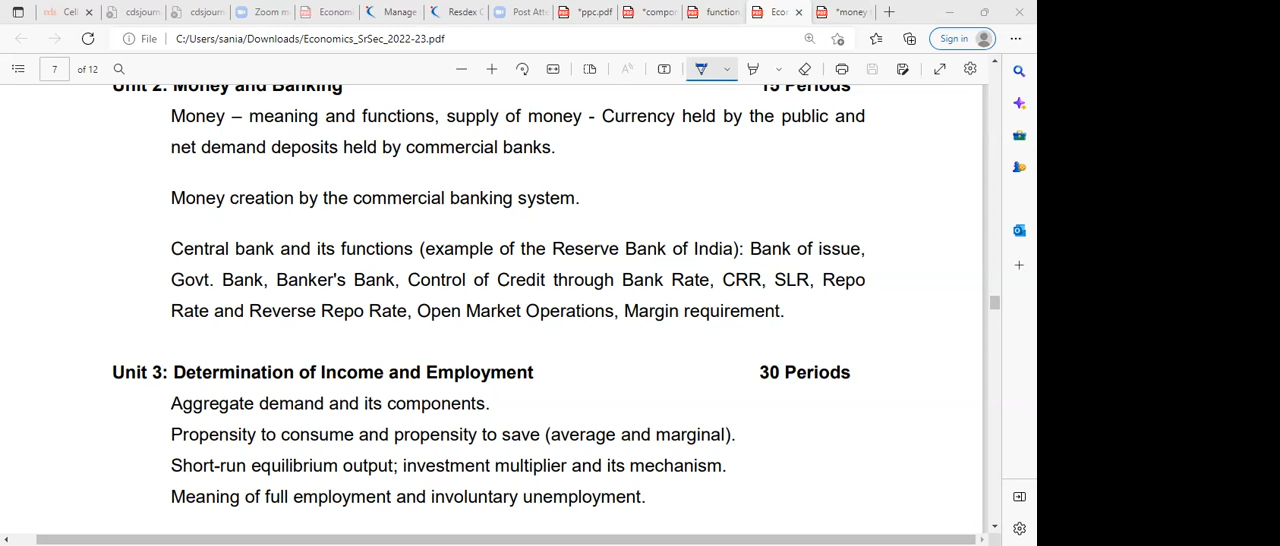 cds Cell
cdsjourn
cdsjourn
Zoom m
Econom
Manage
Resdex C
Post Atte
*ppc.pdf
*compo
function
Eco
*money
File C:/Users/sania/Downloads/Economics_SrSec_2022-23.pdf
Sign in
7 of 12
Unit 2: Money and Banking 15 Periods
Money – meaning and functions, supply of money - Currency held by the public and
net demand deposits held by commercial banks.
Money creation by the commercial banking system.
Central bank and its functions (example of the Reserve Bank of India): Bank of issue,
Govt. Bank, Banker's Bank, Control of Credit through Bank Rate, CRR, SLR, Repo
Rate and Reverse Repo Rate, Open Market Operations, Margin requirement.
Unit 3: Determination of Income and Employment 30 Periods
Aggregate demand and its components.
Propensity to consume and propensity to save (average and marginal).
Short-run equilibrium output; investment multiplier and its mechanism.
Meaning of full employment and involuntary unemployment.